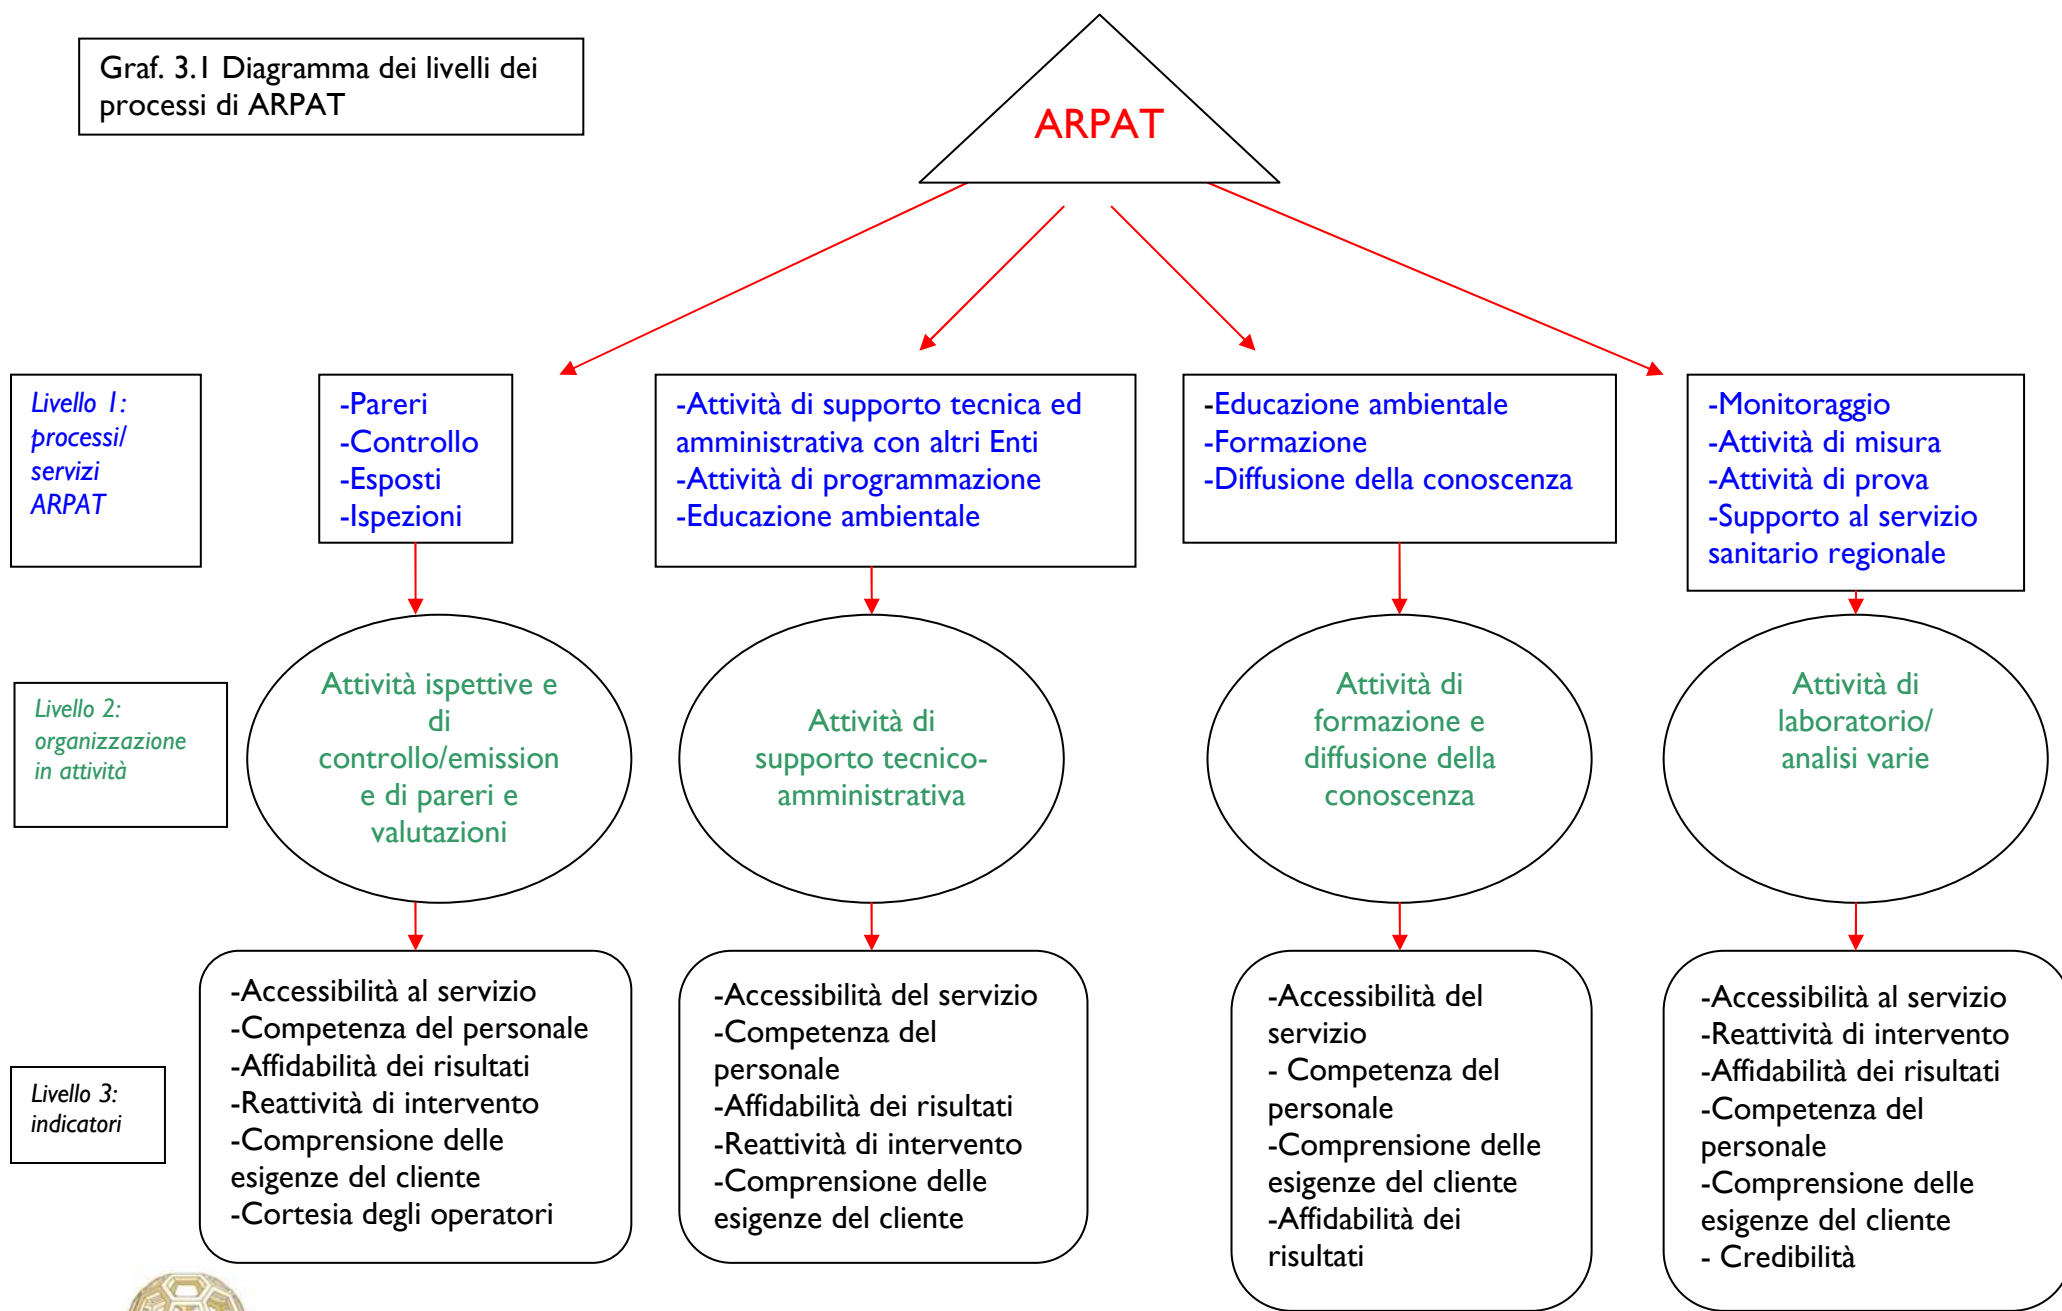 Graf. 3.1 Diagramma dei livelli dei
processi di ARPAT
ARPAT
Livello 1:
processi/
servizi
ARPAT
-Pareri
-Controllo
-Esposti
-Ispezioni
-Attività di supporto tecnica ed
amministrativa con altri Enti
-Attività di programmazione
-Educazione ambientale
-Educazione ambientale
-Formazione
-Diffusione della conoscenza
-Monitoraggio
-Attività di misura
-Attività di prova
-Supporto al servizio
sanitario regionale
Livello 2:
organizzazione
in attività
Attività ispettive e
di
controllo/emission
e di pareri e
valutazioni
Attività di
supporto tecnico-
amministrativa
Attività di
formazione e
diffusione della
conoscenza
Attività di
laboratorio/
analisi varie
Livello 3:
indicatori
-Accessibilità al servizio
-Competenza del personale
-Affidabilità dei risultati
-Reattività di intervento
-Comprensione delle
esigenze del cliente
-Cortesia degli operatori
-Accessibilità del servizio
-Competenza del
personale
-Affidabilità dei risultati
-Reattività di intervento
-Comprensione delle
esigenze del cliente
-Accessibilità del
servizio
- Competenza del
personale
-Comprensione delle
esigenze del cliente
-Affidabilità dei
risultati
-Accessibilità al servizio
-Reattività di intervento
-Affidabilità dei risultati
-Competenza del
personale
-Comprensione delle
esigenze del cliente
- Credibilità